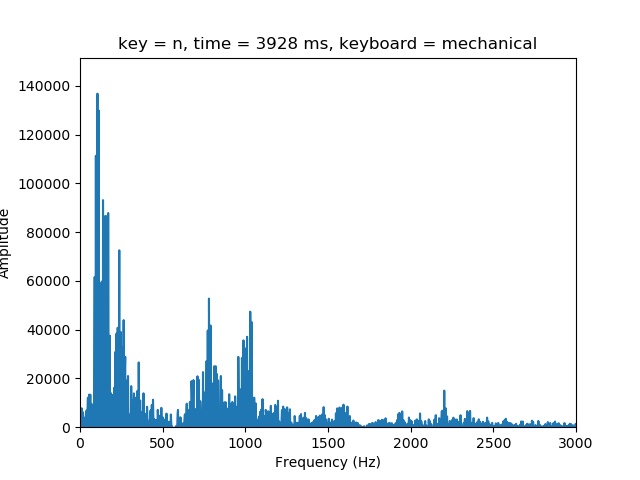 key = n, time = 3928 ms, keyboard = mechanical
140000
120000
100000
80000
60000
40000
20000
0
Amplitude
0 500 1000 1500 2000 2500 3000
Frequency (Hz)